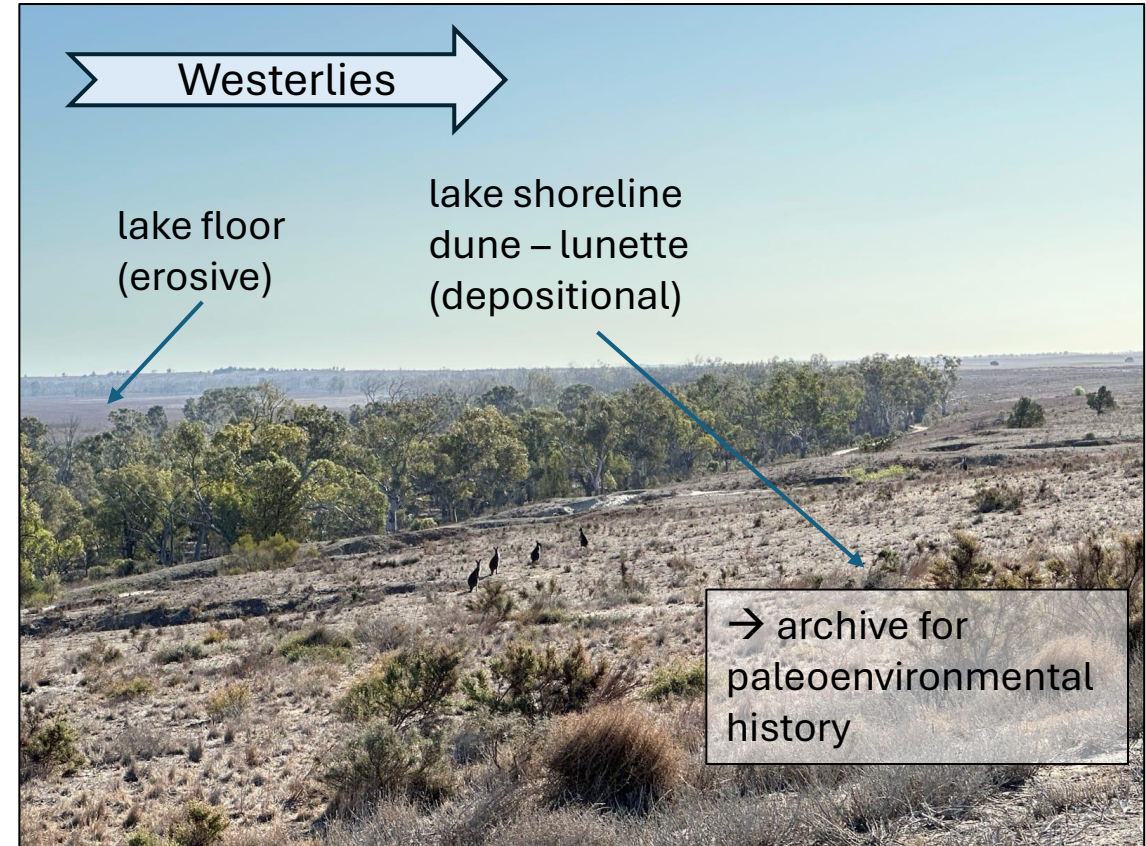 Westerlies
lake floor
(erosive)
lake shoreline
dune – lunette
(depositional)
→ archive for
paleoenvironmental
history